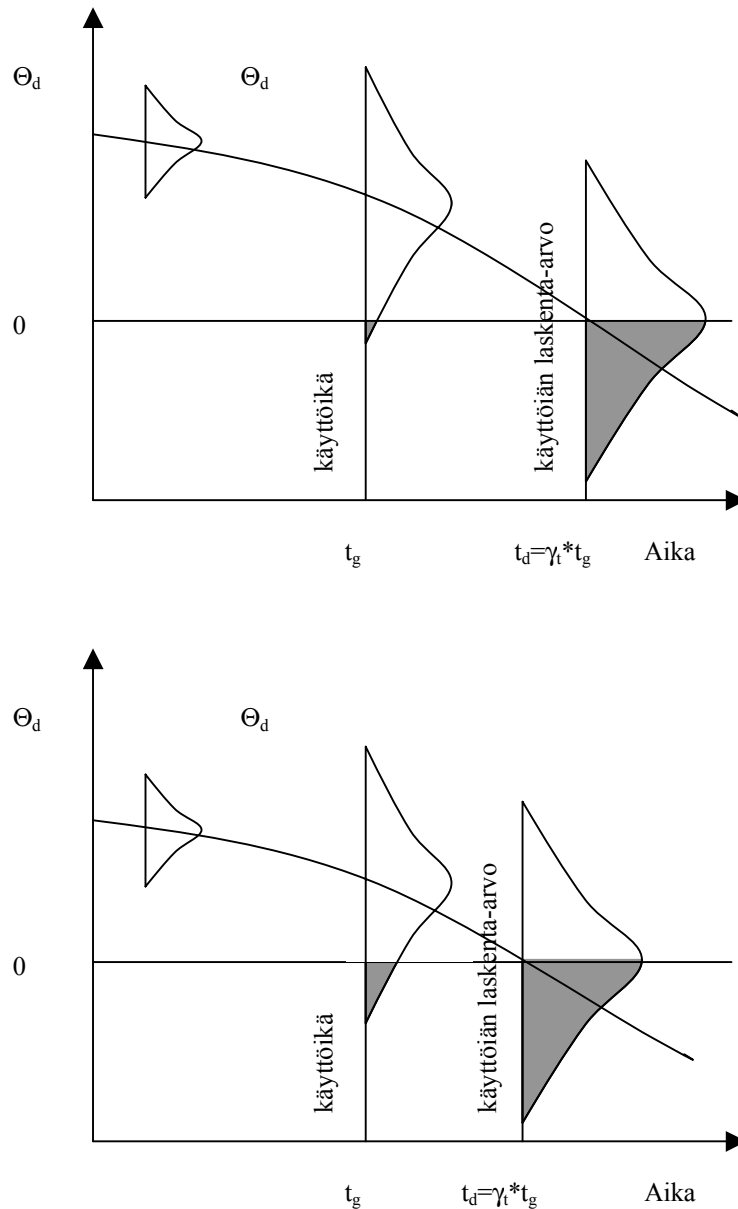 Θd Θd
käyttöiän laskenta-arvo
0
käyttöikä
tg td=γt*tg Aika
Θd Θd
käyttöiän laskenta-arvo
0
käyttöikä
tg td=γt*tg Aika